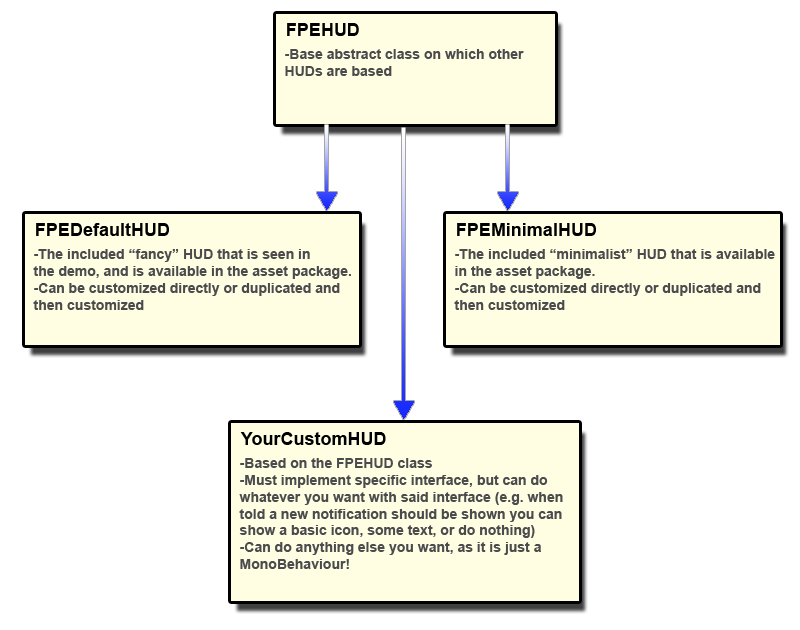 FPEHUD
-Base abstract class on which other
HUDs are based
FPEDefaultHUD
-The included “fancy” HUD that is seen in
the demo, and is available in the asset package.
-Can be customized directly or duplicated and
then customized
FPEMinimalHUD
-The included “minimalist” HUD that is available
in the asset package.
-Can be customized directly or duplicated and
then customized
YourCustomHUD
-Based on the FPEHUD class
-Must implement specific interface, but can do
whatever you want with said interface (e.g. when
told a new notification should be shown you can
show a basic icon, some text, or do nothing)
-Can do anything else you want, as it is just a
MonoBehaviour!